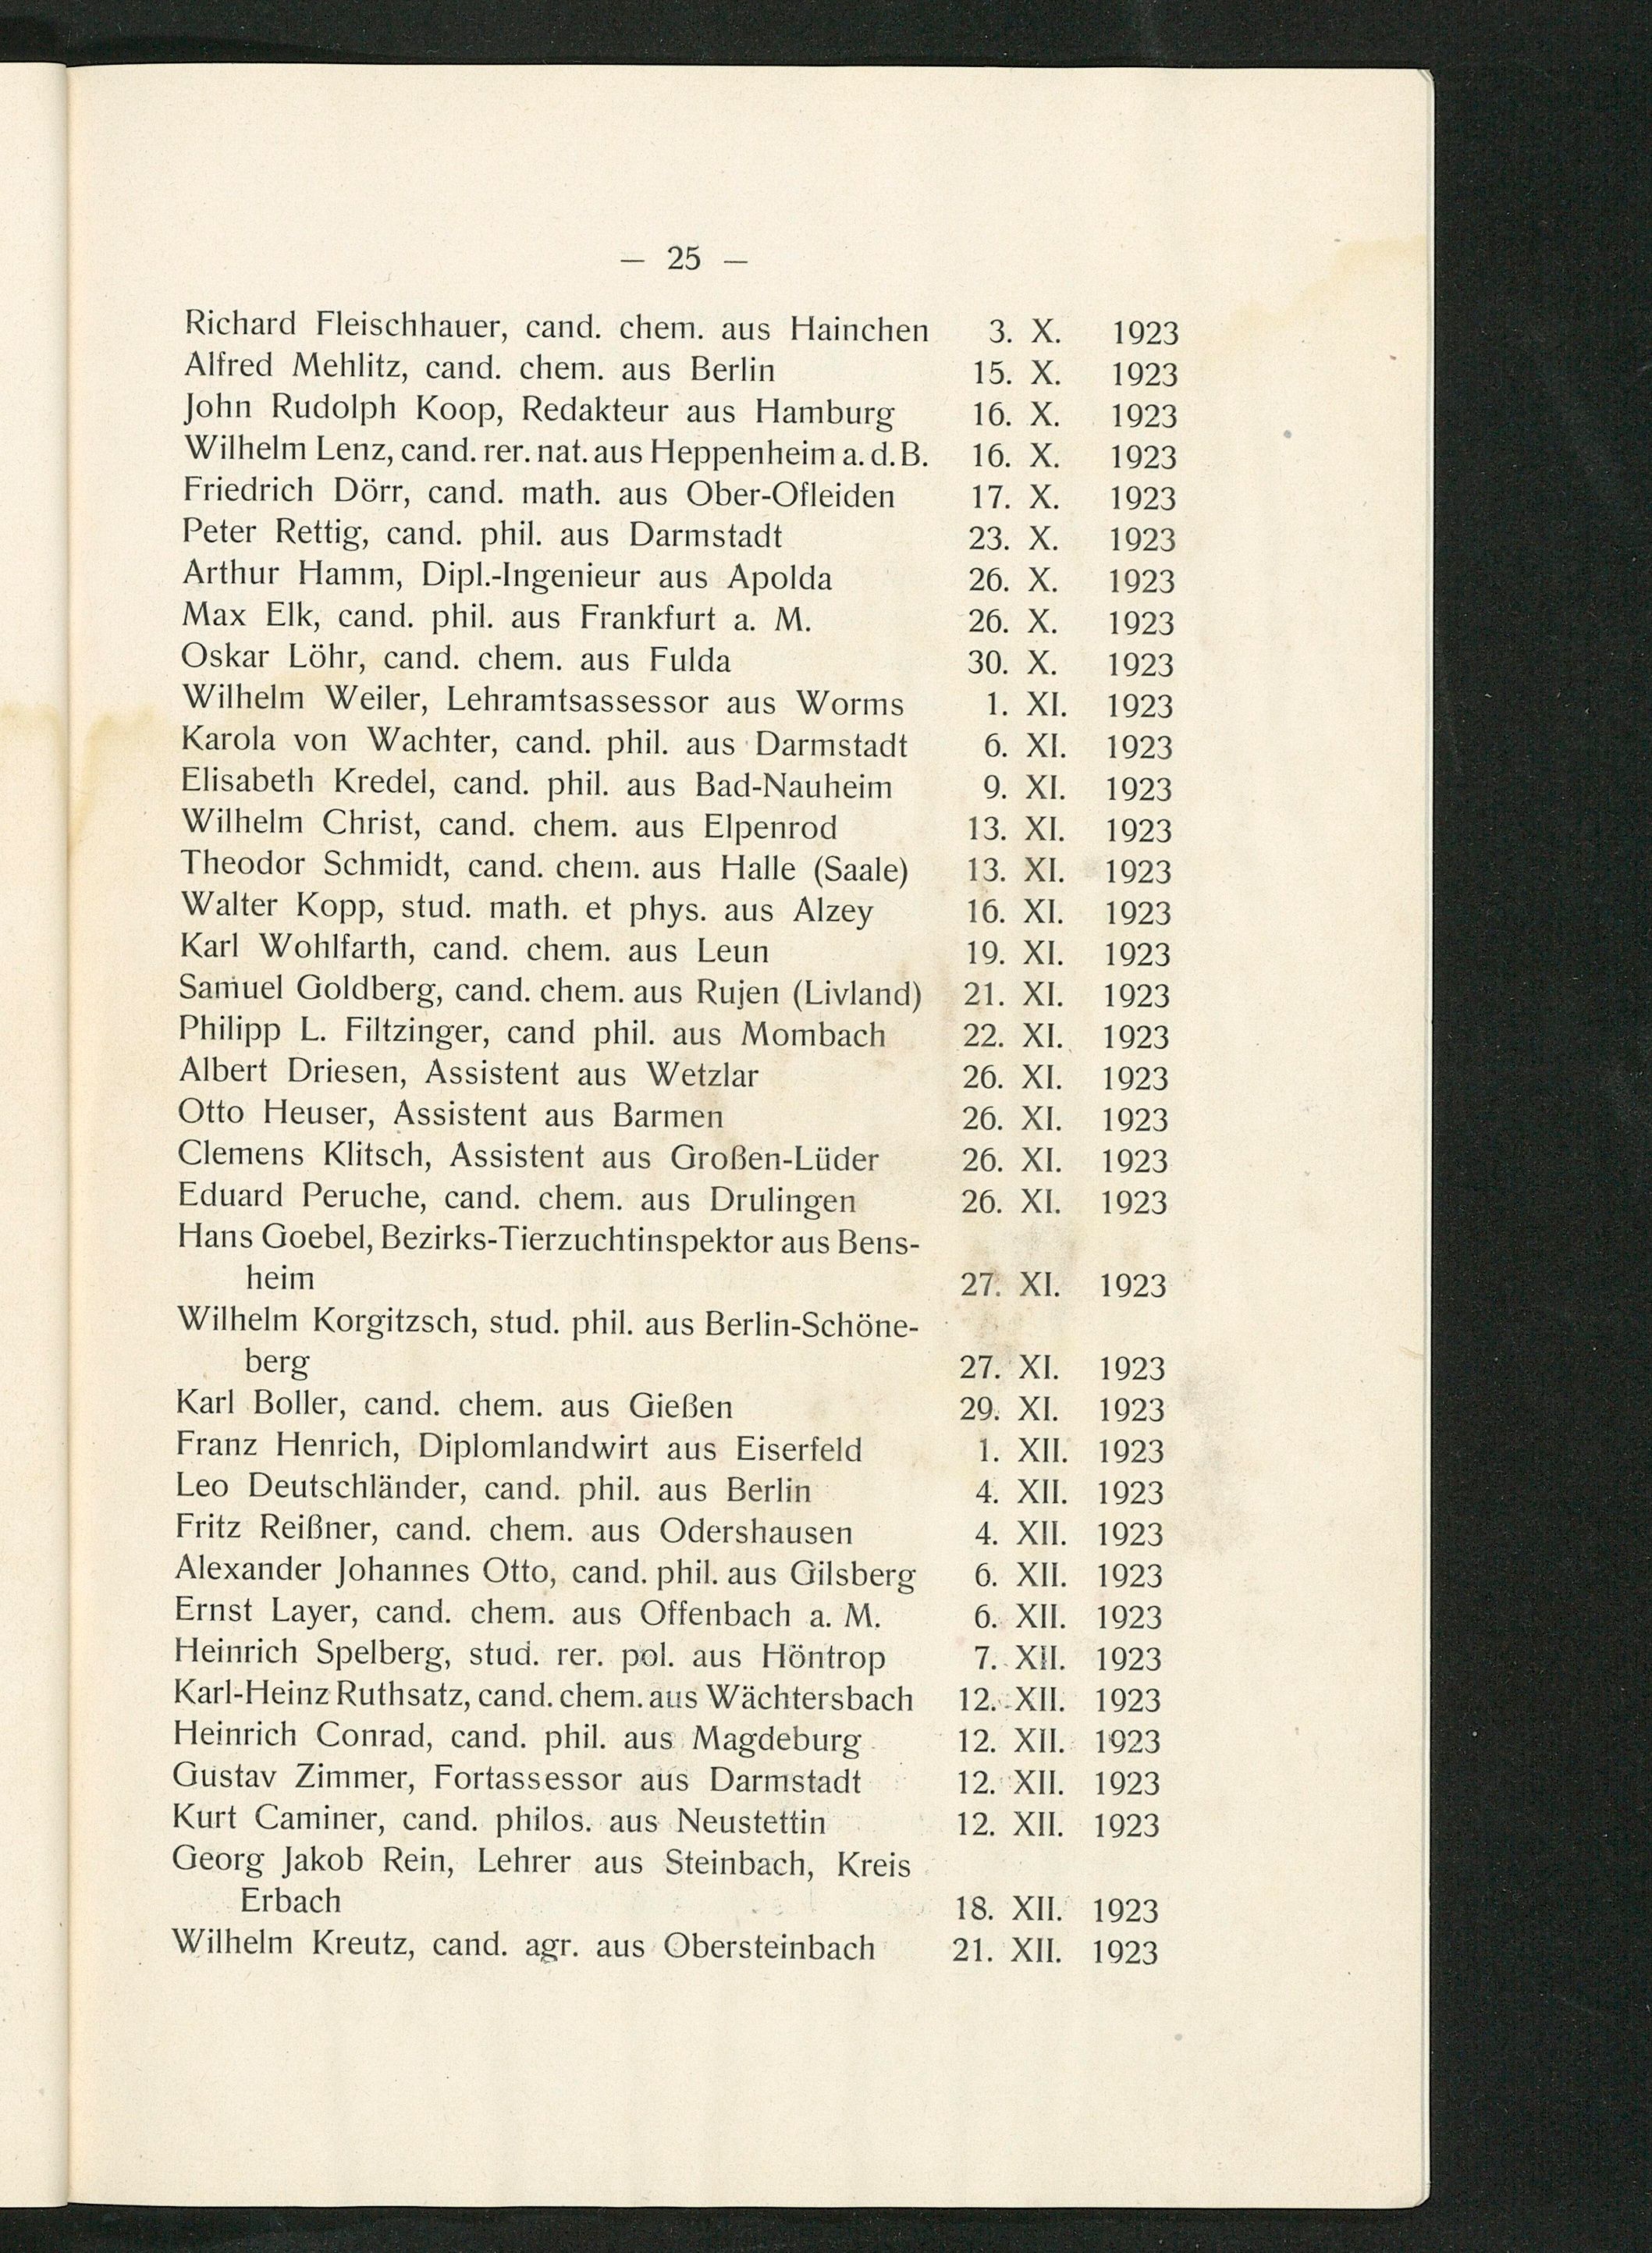 — 25 —
Richard Fleischhauer, cand. chem. aus Hainchen 3. X. 1923
Alfred Mehlitz, cand. chem. aus Berlin 15. X. 1923
John Rudolph Koop, Redakteur aus Hamburg 16. X. 1923
Wilhelm Lenz, cand. rer. nat. aus Heppenheim a. d. B. 16. X. 1923
Friedrich Dörr, cand. math. aus Ober-Ofleiden 17. X. 1923
Peter Rettig, cand. phil. aus Darmstadt 23. X. 1923
Arthur Hamm, Dipl.-Ingenieur aus Apolda 26. X. 1923
Max Elk, cand. phil. aus Frankfurt a. M. 26. X. 1923
Oskar Löhr, cand. chem. aus Fulda 30. X. 1923
Wilhelm Weiler, Lehramtsassessor aus Worms 1. XI. 1923
Karola von Wachter, cand. phil. aus Darmstadt 6. XI. 1923
Elisabeth Kredel, cand. phil. aus Bad-Nauheim 9. XI. 1923
Wilhelm Christ, cand. chem. aus Elpenrod 13. XI. 1923
Theodor Schmidt, cand. chem. aus Halle (Saale) 13. XI. 1923
Walter Kopp, stud. math. et phys. aus Alzey 16. XI. 1923
Karl Wohlfarth, cand. chem. aus Leun 19. XI. 1923
Samuel Goldberg, cand. chem. aus Rujen (Livland) 21. XI. 1923
Philipp L. Filtzinger, cand phil. aus Mombach 22. XI. 1923
Albert Driesen, Assistent aus Wetzlar 26. XI. 1923
Otto Heuser, Assistent aus Barmen 26. XI. 1923
Clemens Klitsch, Assistent aus Großen-Lüder 26. XI. 1923
Eduard Peruche, cand. chem. aus Drulingen 26. XI. 1923
Hans Goebel, Bezirks-Tierzuchtinspektor aus Bens-
heim 27. XI. 1923
Wilhelm Korgitzsch, stud. phil. aus Berlin-Schöne-
berg 27. XI. 1923
Karl Boller, cand. chem. aus Gießen 29. XI. 1923
Franz Henrich, Diplomlandwirt aus Eiserfeld 1. XII. 1923
Leo Deutschländer, cand. phil. aus Berlin 4. XII. 1923
Fritz Reißner, cand. chem. aus Odershausen 4. XII. 1923
Alexander Johannes Otto, cand. phil. aus Gilsberg 6. XII. 1923
Ernst Layer, cand. chem. aus Offenbach a. M. 6. XII. 1923
Heinrich Spelberg, stud. rer. pol. aus Höntrop 7. XII. 1923
Karl-Heinz Ruthsatz, cand. chem. aus Wächtersbach 12. XII. 1923
Heinrich Conrad, cand. phil. aus Magdeburg 12. XII. 1923
Gustav Zimmer, Fortassessor aus Darmstadt 12. XII. 1923
Kurt Caminer, cand. philos. aus Neustettin 12. XII. 1923
Georg Jakob Rein, Lehrer aus Steinbach, Kreis
Erbach 18. XII. 1923
Wilhelm Kreutz, cand. agr. aus Obersteinbach 21. XII. 1923